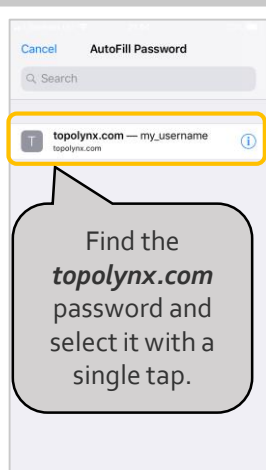 Cancel AutoFill Password
Search
T topolynx.com — my_username
topolynx.com
Find the
topolynx.com
password and
select it with a
single tap.